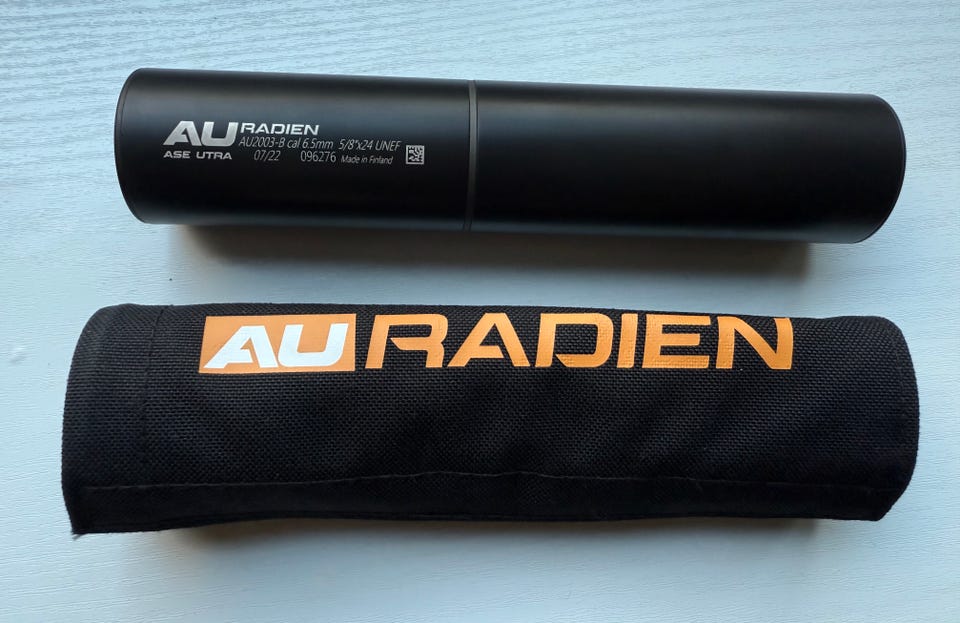 AU RADIEN
AU2003-B cal 6.5mm 5/8"x24 UNEF
ASE UTRA 07/22 096276 Made in Finland
AU RADIEN